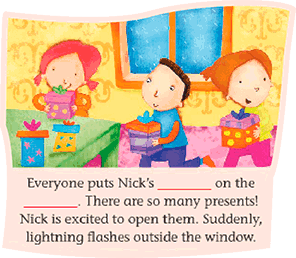 Everyone puts Nick's ________ on the
________. There are so many presents!
Nick is excited to open them. Suddenly,
lightning flashes outside the window.